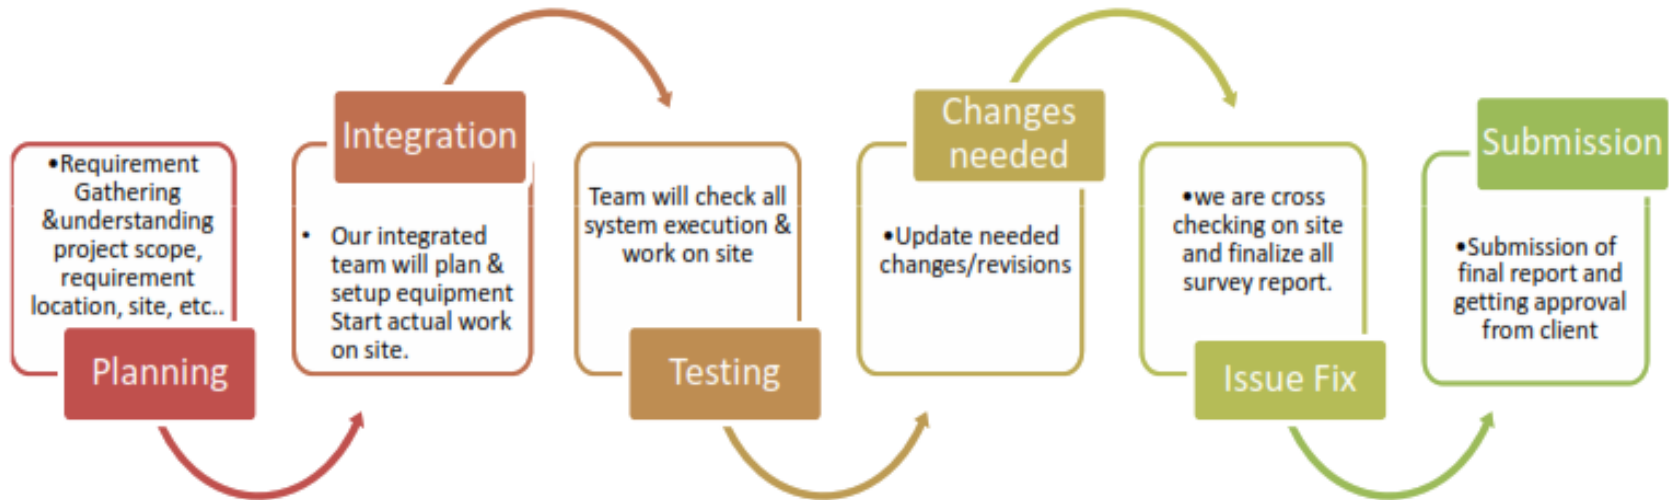 •Requirement
Gathering
&understanding
project scope,
requirement
location, site, etc..
Planning
Integration
• Our integrated
team will plan &
setup equipment
Start actual work
on site.
Team will check all
system execution &
work on site
Testing
Changes
needed
•Update needed
changes/revisions
•we are cross
checking on site
and finalize all
survey report.
Issue Fix
Submission
•Submission of
final report and
getting approval
from client